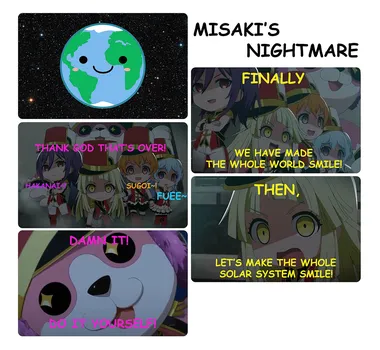 MISAKI'S
NIGHTMARE
FINALLY
WE HAVE MADE
THE WHOLE WORLD SMILE!
THANK GOD THAT'S OVER!
HAKANAI~
SUGOI~!
FUEE~
THEN,
LET'S MAKE THE WHOLE
SOLAR SYSTEM SMILE!
DAMN IT!
DO IT YOURSELF!